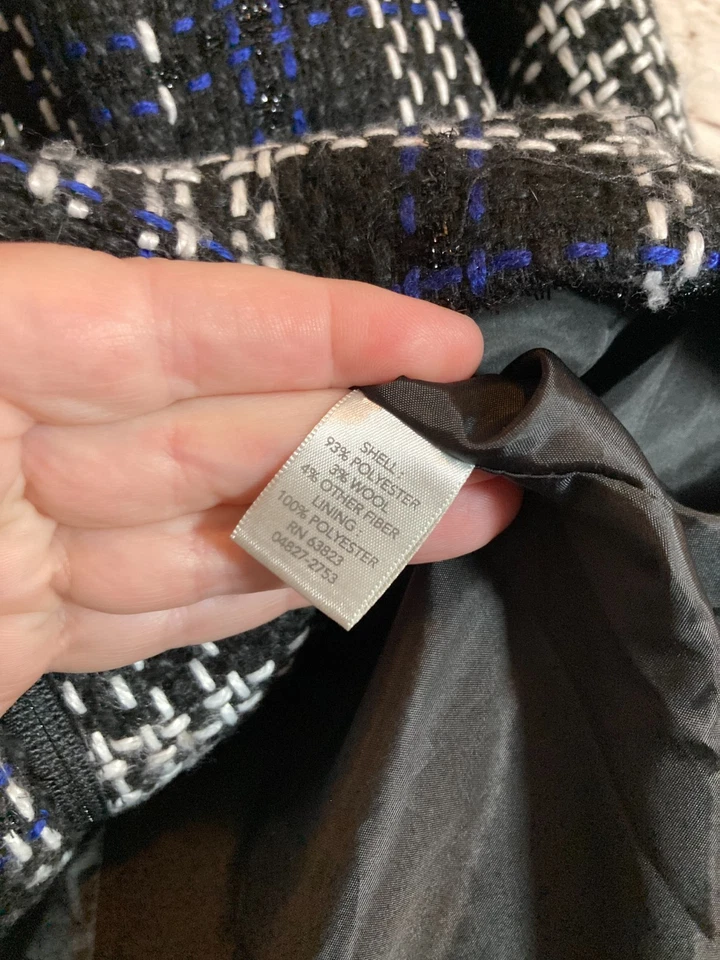 SHELL:
93% POLYESTER
3% WOOL
4% OTHER FIBER
LINING:
100% POLYESTER
RN 63823
04827-2753